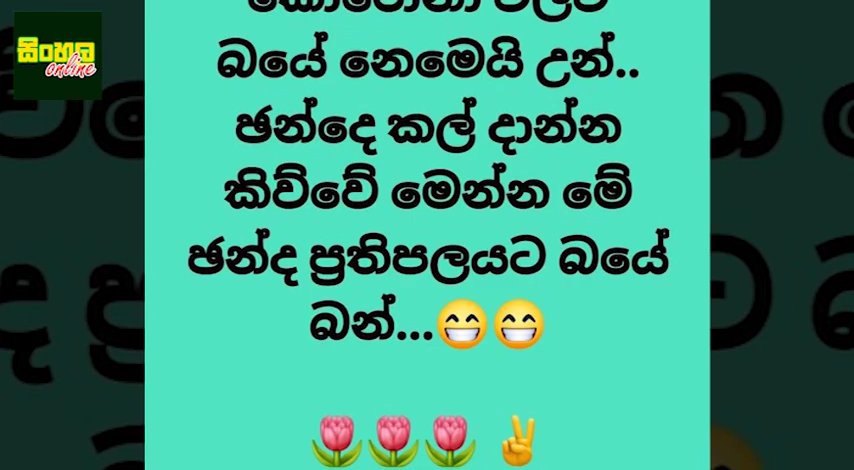 සිංහල
online
බයේ නෙමෙයි උන්..
ඡන්දෙ කල් දාන්න
කිව්වේ මෙන්න මේ
ඡන්ද ප්‍රතිපලයට බයේ
බන්...😁😁
🌷🌷🌷 ✌